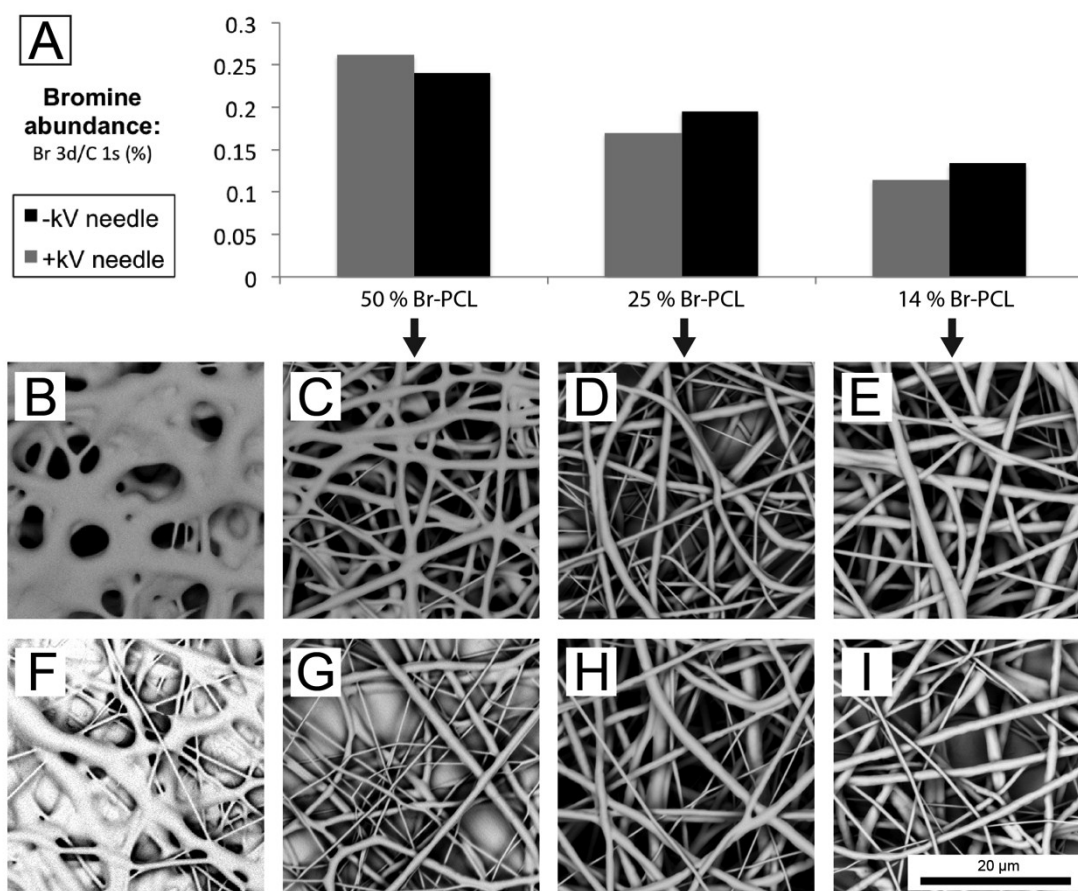 A
Bromine
abundance:
Br 3d/C 1s (%)
-kV needle
+kV needle
0.3
0.25
0.2
0.15
0.1
0.05
0
50 % Br-PCL
25 % Br-PCL
14 % Br-PCL
B
C
D
E
F
G
H
I
20 µm